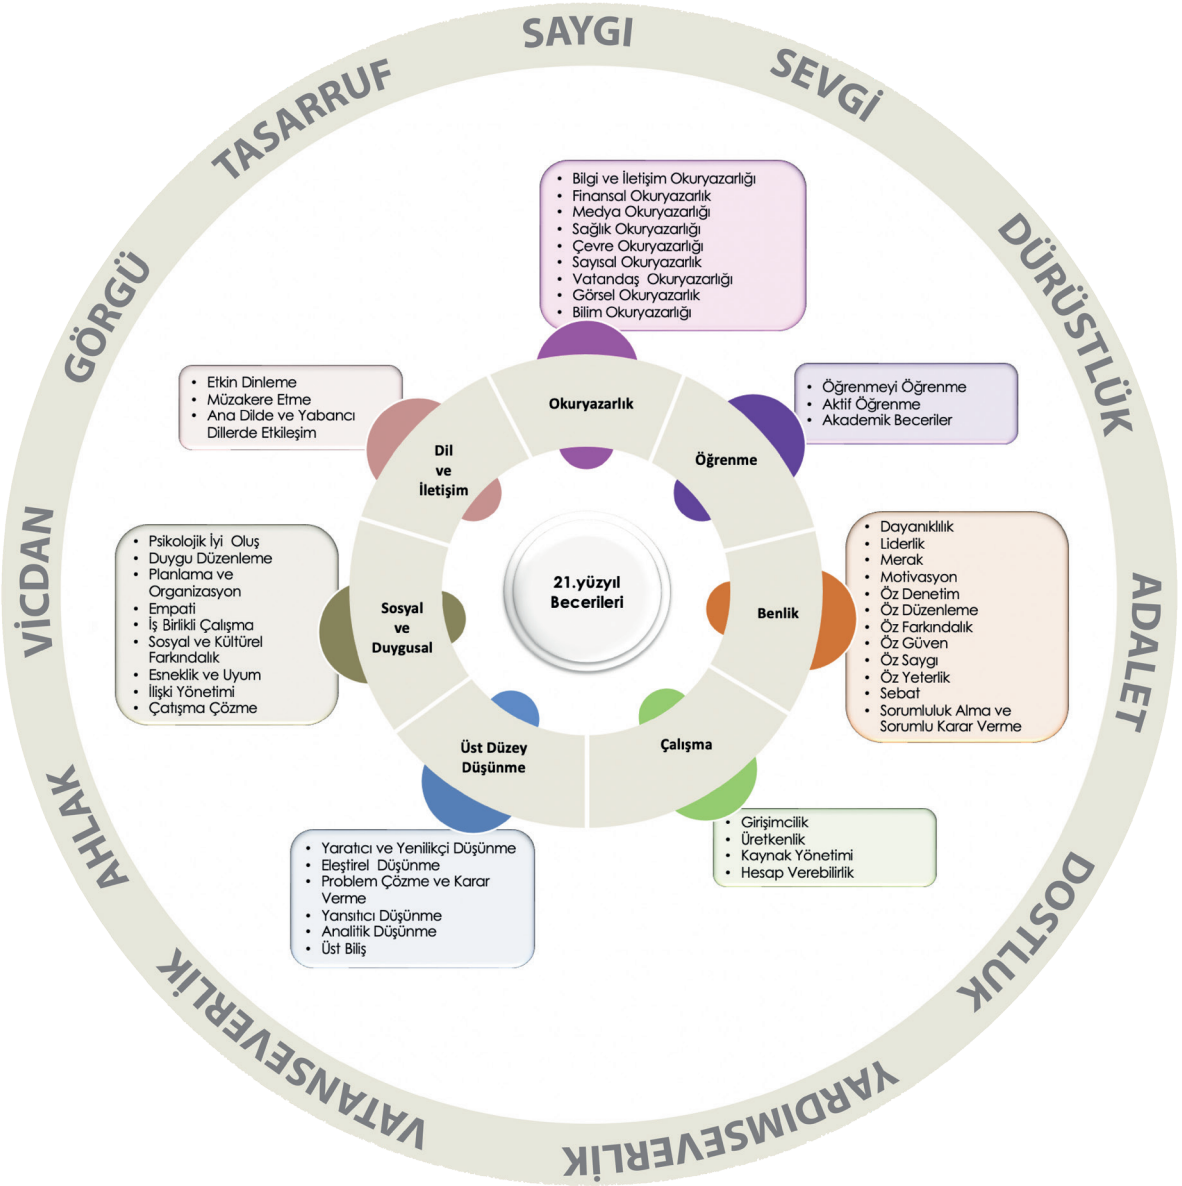 SAYGI
SEVGİ
DÜRÜSTLÜK
ADALET
DOSTLUK
YARDIMSEVERLİK
VATANSEVERLİK
AHLAK
VİCDAN
GÖRGÜ
TASARRUF
• Bilgi ve İletişim Okuryazarlığı
• Finansal Okuryazarlık
• Medya Okuryazarlığı
• Sağlık Okuryazarlığı
• Çevre Okuryazarlığı
• Sayısal Okuryazarlık
• Vatandaş Okuryazarlığı
• Görsel Okuryazarlık
• Bilim Okuryazarlığı
Okuryazarlık
• Öğrenmeyi Öğrenme
• Aktif Öğrenme
• Akademik Beceriler
Öğrenme
• Dayanıklılık
• Liderlik
• Merak
• Motivasyon
• Öz Denetim
• Öz Düzenleme
• Öz Farkındalık
• Öz Güven
• Öz Saygı
• Öz Yeterlik
• Sebat
• Sorumluluk Alma ve
Sorumlu Karar Verme
Benlik
• Girişimcilik
• Üretkenlik
• Kaynak Yönetimi
• Hesap Verebilirlik
Çalışma
• Yaratıcı ve Yenilikçi Düşünme
• Eleştirel Düşünme
• Problem Çözme ve Karar
Verme
• Yansıtıcı Düşünme
• Analitik Düşünme
• Üst Biliş
Üst Düzey
Düşünme
• Psikolojik İyi Oluş
• Duygu Düzenleme
• Planlama ve
Organizasyon
• Empati
• İş Birlikli Çalışma
• Sosyal ve Kültürel
Farkındalık
• Esneklik ve Uyum
• İlişki Yönetimi
• Çatışma Çözme
Sosyal
ve
Duygusal
• Etkin Dinleme
• Müzakere Etme
• Ana Dilde ve Yabancı
Dillerde Etkileşim
Dil
ve
İletişim
21.yüzyıl
Becerileri